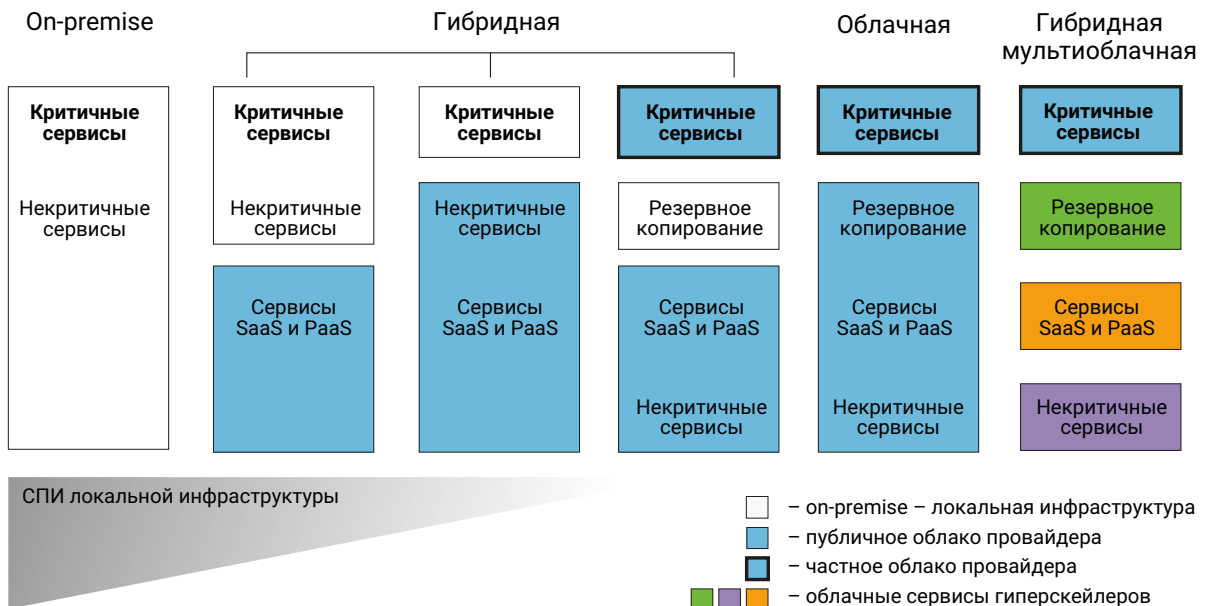 On-premise
Гибридная
Облачная
Гибридная
мультиоблачная
Критичные
сервисы
Некритичные
сервисы
Критичные
сервисы
Некритичные
сервисы
Сервисы
SaaS и PaaS
Критичные
сервисы
Некритичные
сервисы
Сервисы
SaaS и PaaS
Критичные
сервисы
Резервное
копирование
Сервисы
SaaS и PaaS
Некритичные
сервисы
Критичные
сервисы
Резервное
копирование
Сервисы
SaaS и PaaS
Некритичные
сервисы
Критичные
сервисы
Резервное
копирование
Сервисы
SaaS и PaaS
Некритичные
сервисы
СПИ локальной инфраструктуры
– on-premise – локальная инфраструктура
– публичное облако провайдера
– частное облако провайдера
– облачные сервисы гиперскейлеров